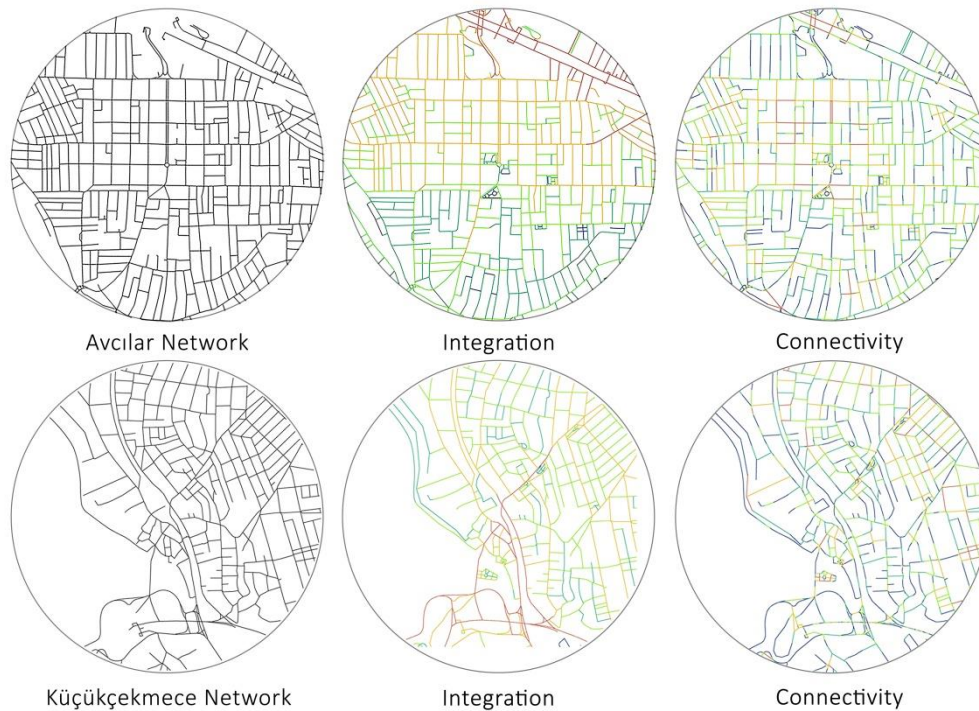 Avcılar Network
Integration
Connectivity
Küçükçekmece Network
Integration
Connectivity